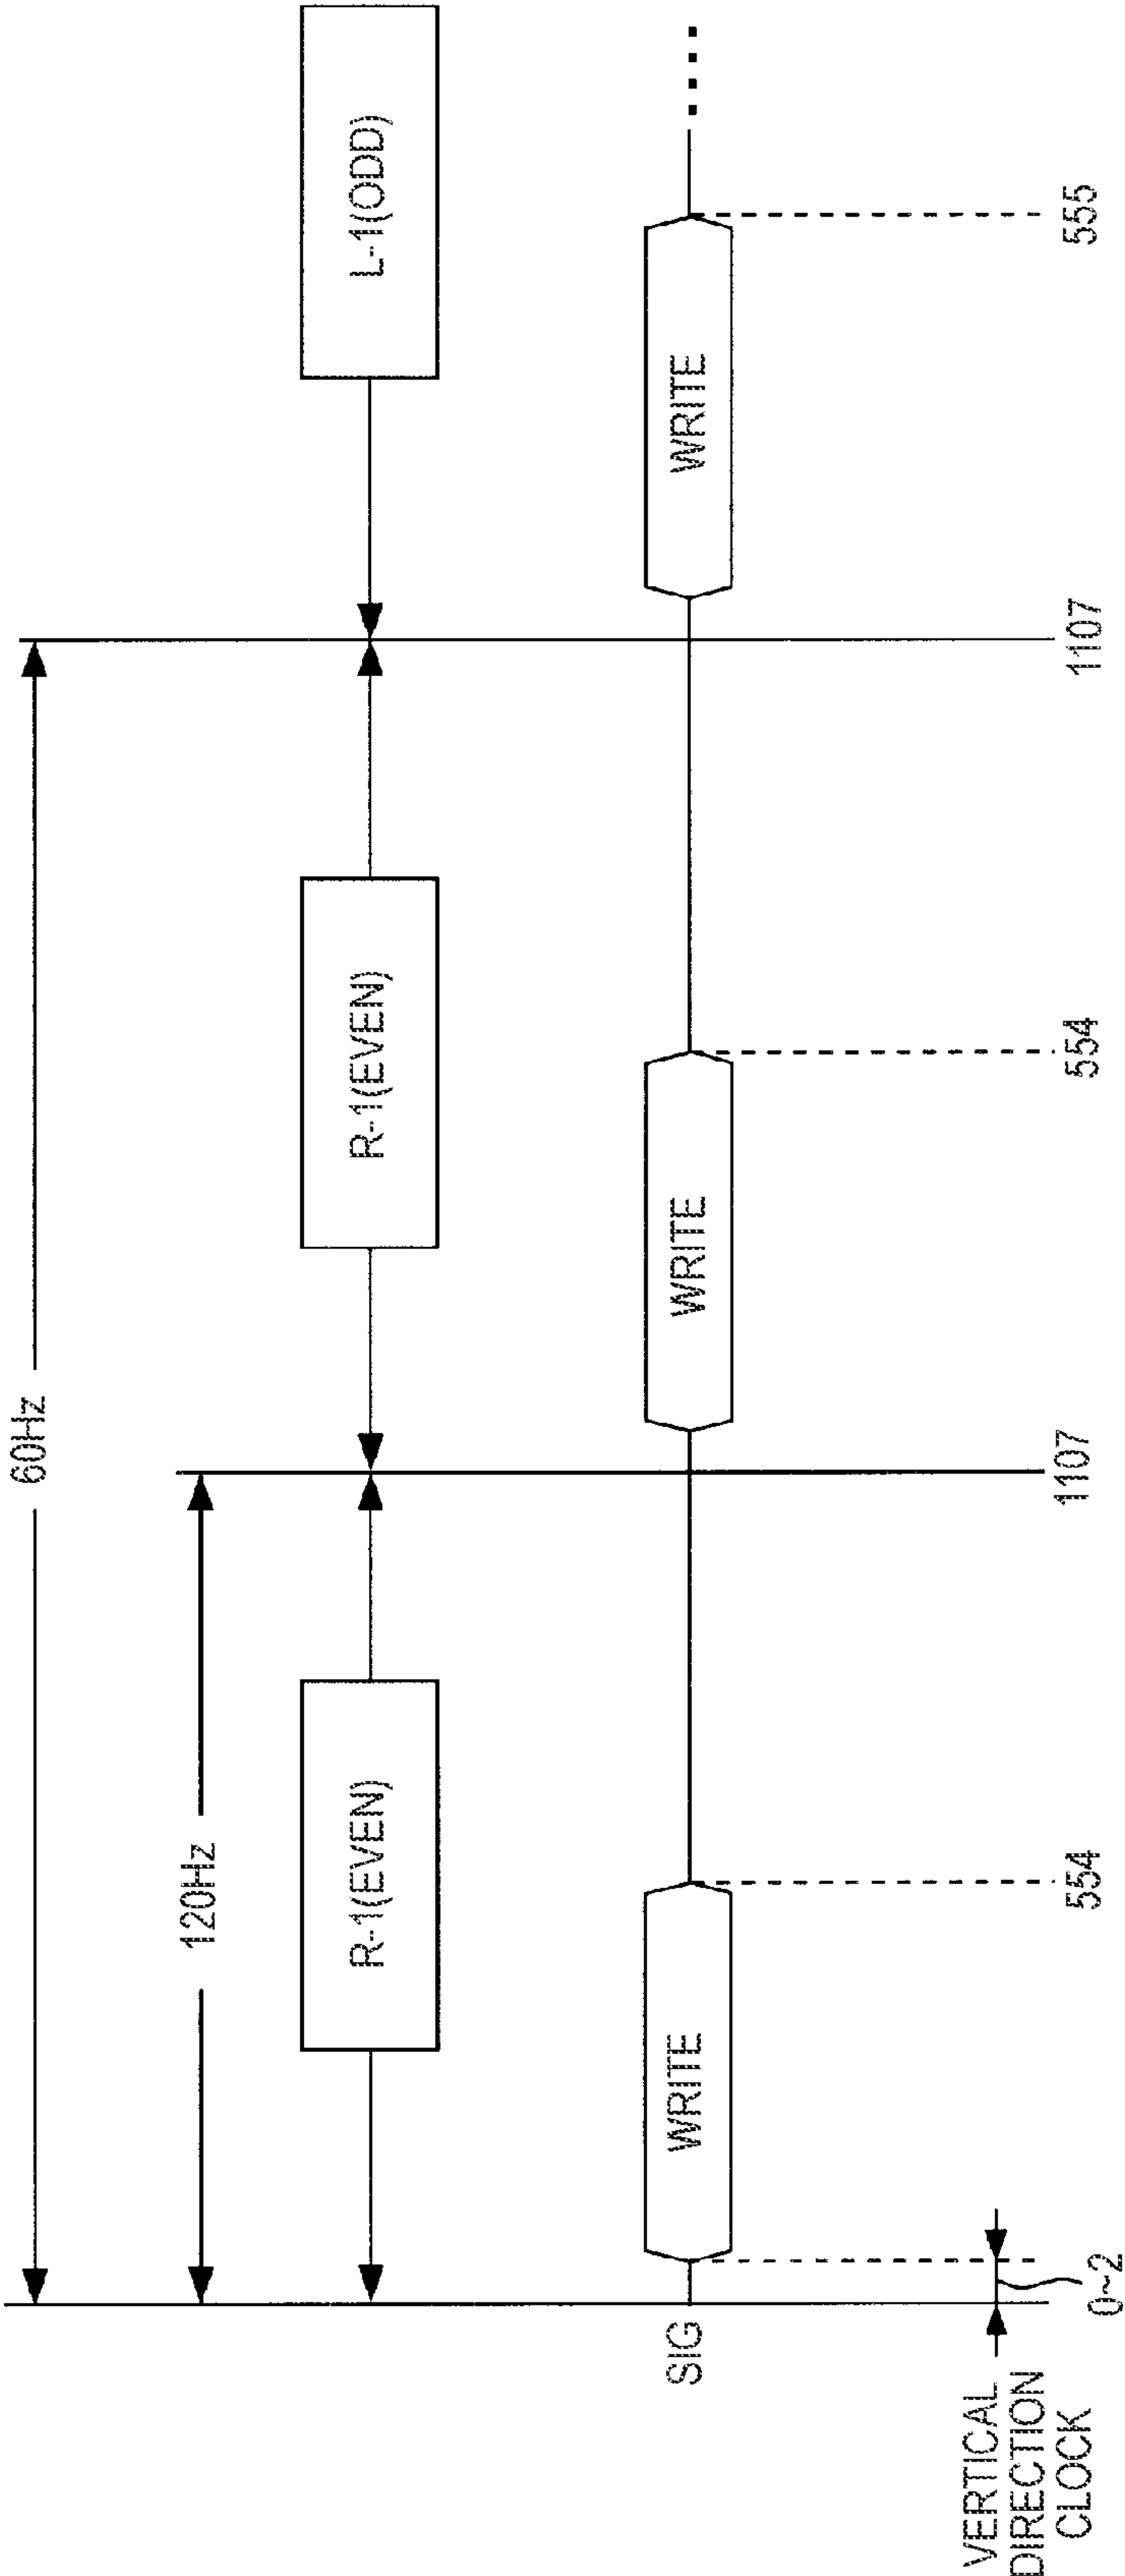 60Hz
120Hz
R-1(EVEN)
R-1(EVEN)
L-1(ODD)
SIG
WRITE
WRITE
WRITE
VERTICAL
DIRECTION
CLOCK
0~2
554
1107
554
1107
555